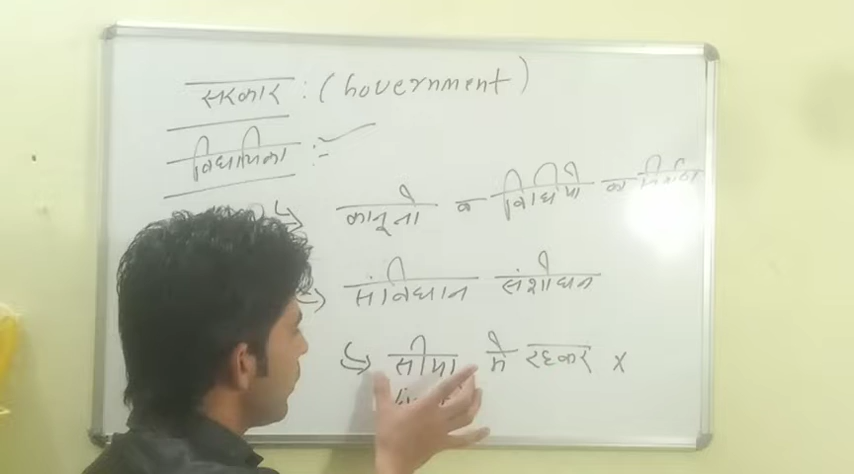 सरकार : (Government)
विधायिका :-
कानूनो व विधियों का निर्माण
संविधान संशोधन
सीमा में रहकर x